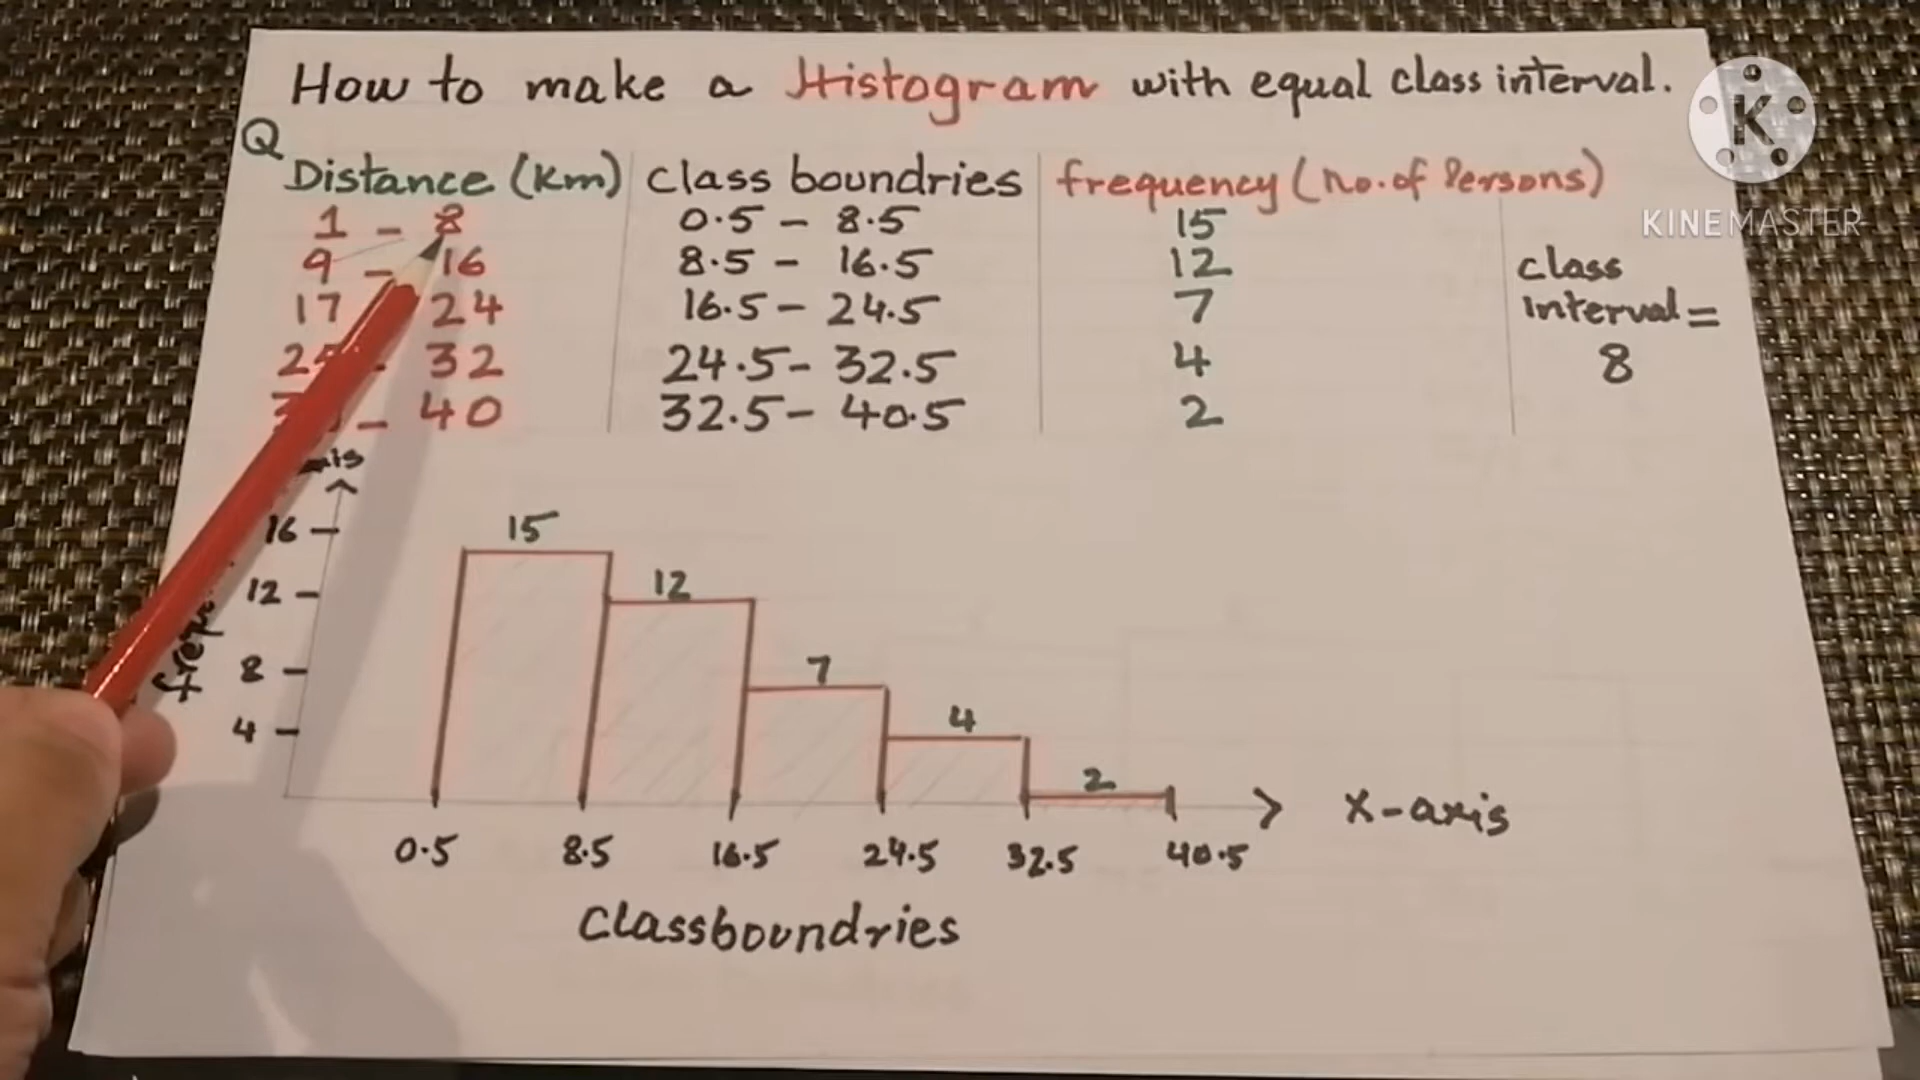 How to make a Histogram with equal class interval.
Q
Distance (Km) class boundries frequency (No. of Persons)
1 - 8 0.5 - 8.5 15
9 - 16 8.5 - 16.5 12
17 24 16.5 - 24.5 7
- 32 24.5 - 32.5 4
- 40 32.5 - 40.5 2
class
interval =
8
K
KINEMASTER
16
12
8
4
15
12
7
4
2
0.5 8.5 16.5 24.5 32.5 40.5
X-axis
Classboundries